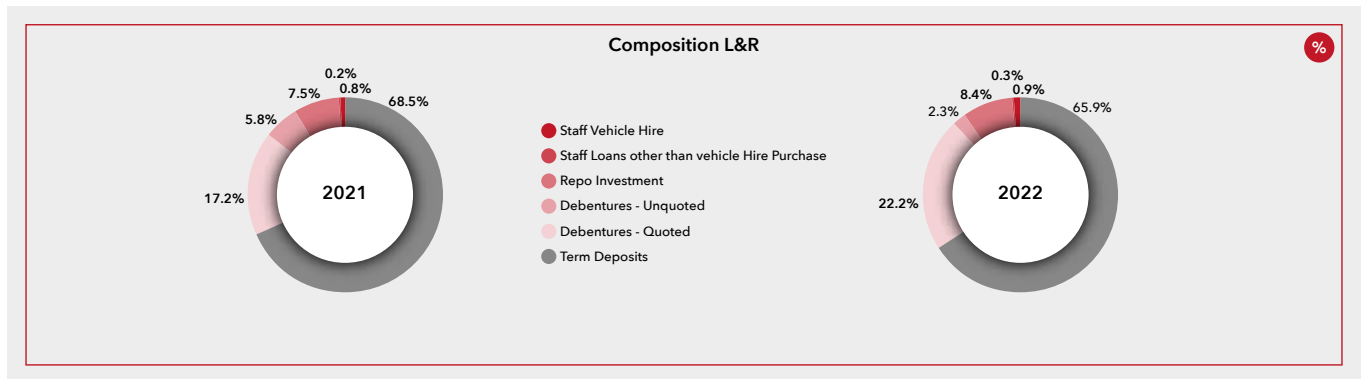 Composition L&R
%
0.2%
0.8%
7.5%
68.5%
5.8%
17.2%
2021
Staff Vehicle Hire
Staff Loans other than vehicle Hire Purchase
Repo Investment
Debentures - Unquoted
Debentures - Quoted
Term Deposits
0.3%
0.9%
8.4%
65.9%
2.3%
22.2%
2022